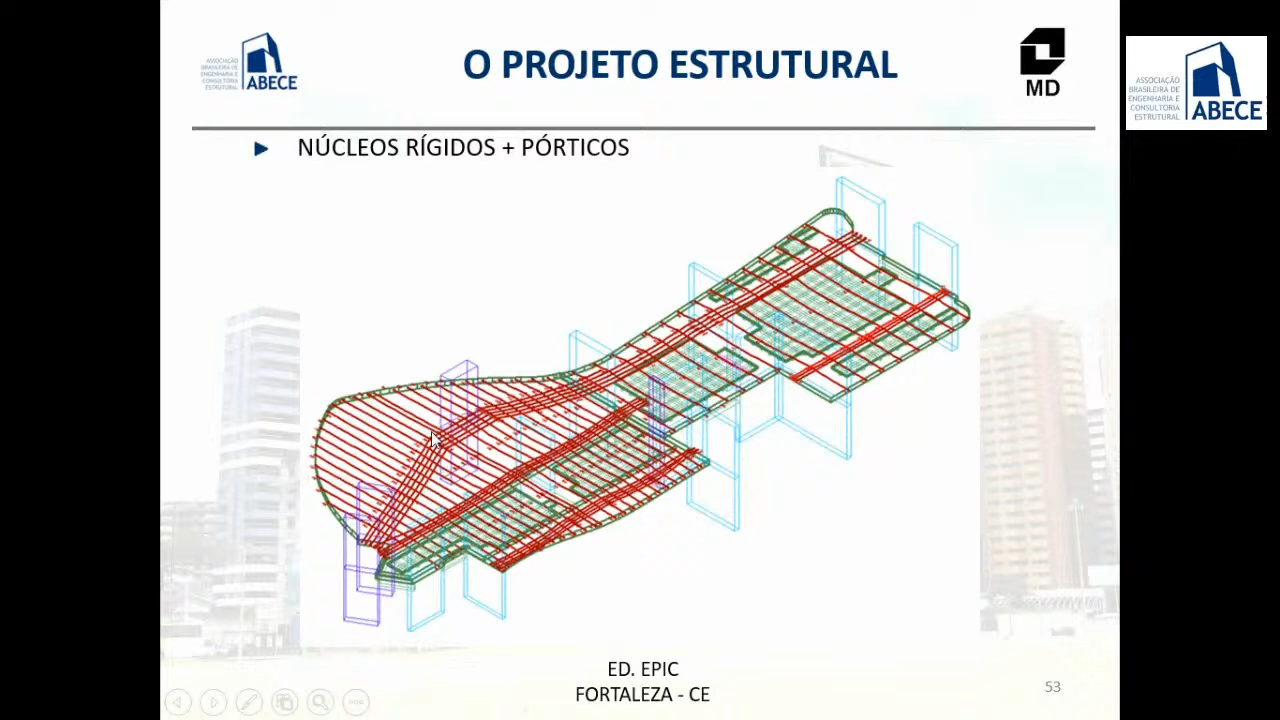 ASSOCIAÇÃO
BRASILEIRA DE
ENGENHARIA E
CONSULTORIA
ESTRUTURAL
ABECE
O PROJETO ESTRUTURAL
MD
ASSOCIAÇÃO
BRASILEIRA DE
ENGENHARIA E
CONSULTORIA
ESTRUTURAL
ABECE
NÚCLEOS RÍGIDOS + PÓRTICOS
ED. EPIC
FORTALEZA - CE
53